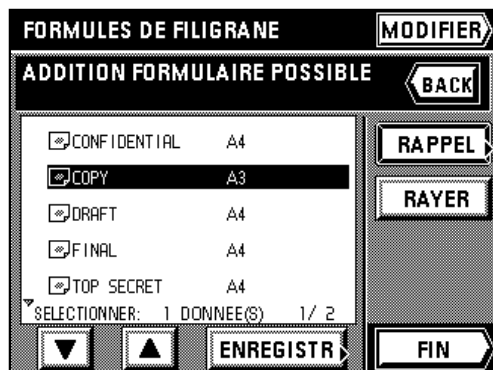 FORMULES DE FILIGRANE MODIFIER
ADDITION FORMULAIRE POSSIBLE BACK
CONFIDENTIAL A4
COPY A3
DRAFT A4
FINAL A4
TOP SECRET A4
SELECTIONNER: 1 DONNEE(S) 1/ 2
RAPPEL
RAYER
ENREGISTR
FIN